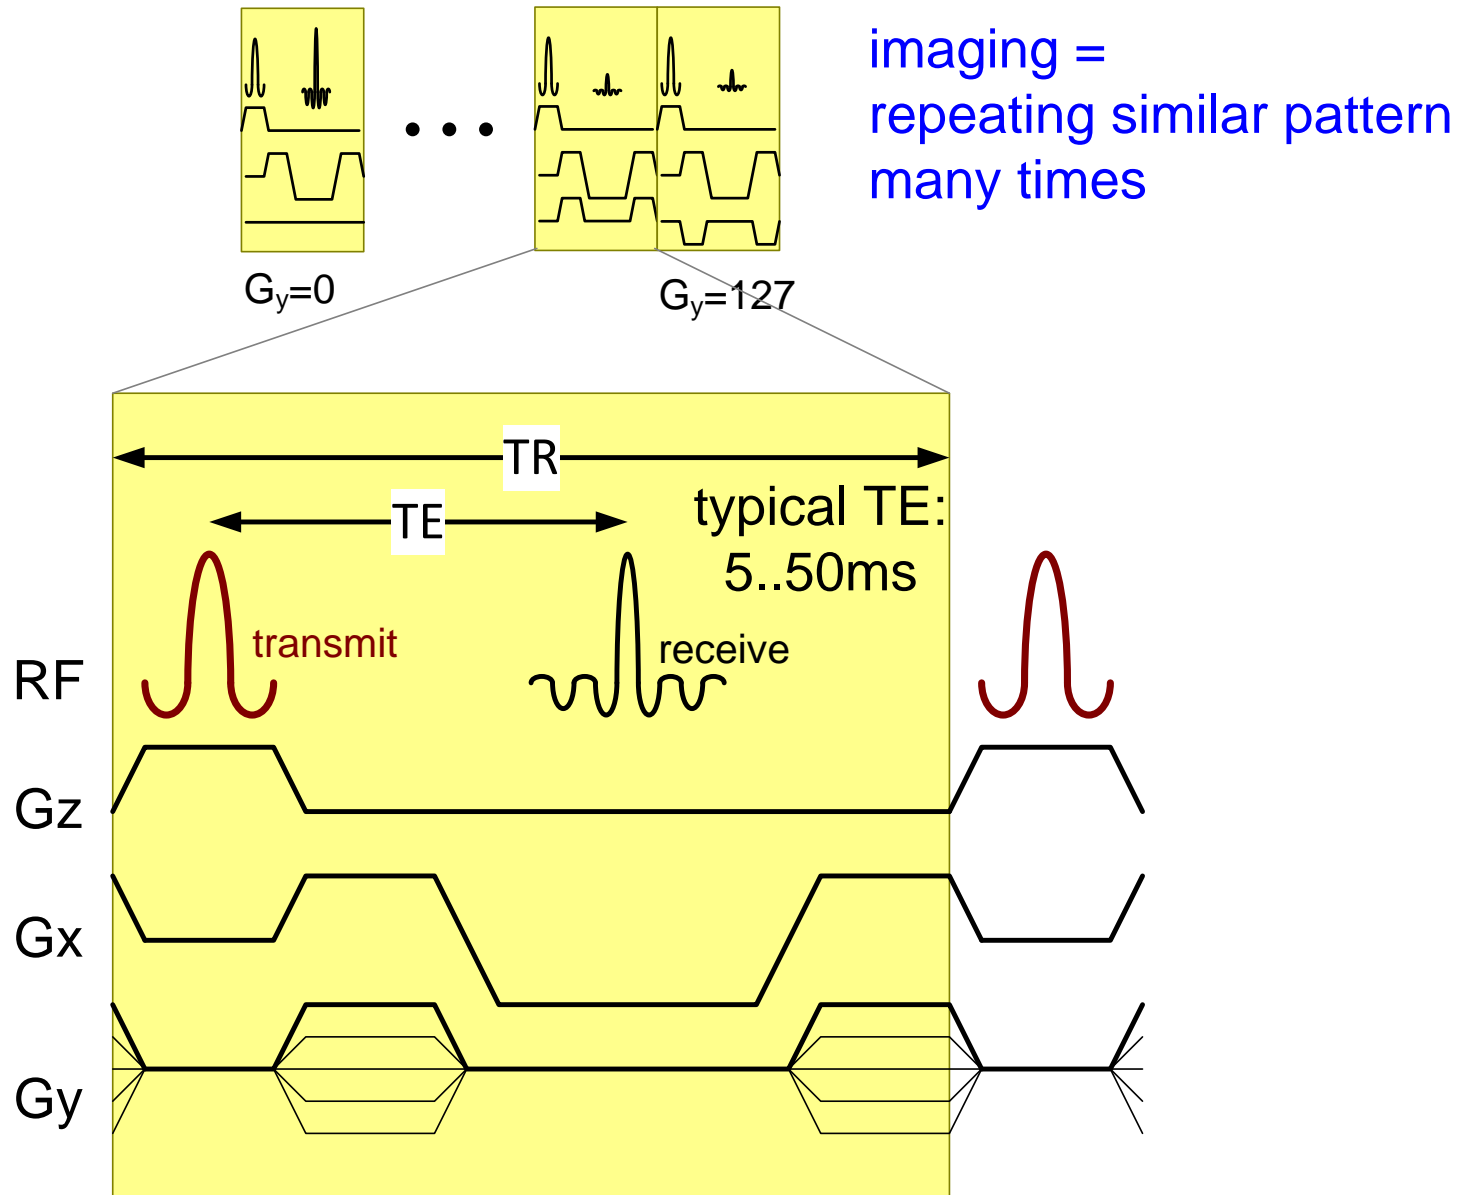 imaging =
repeating similar pattern
many times
Gy=0
Gy=127
TR
TE
typical TE:
5..50ms
transmit
receive
RF
Gz
Gx
Gy